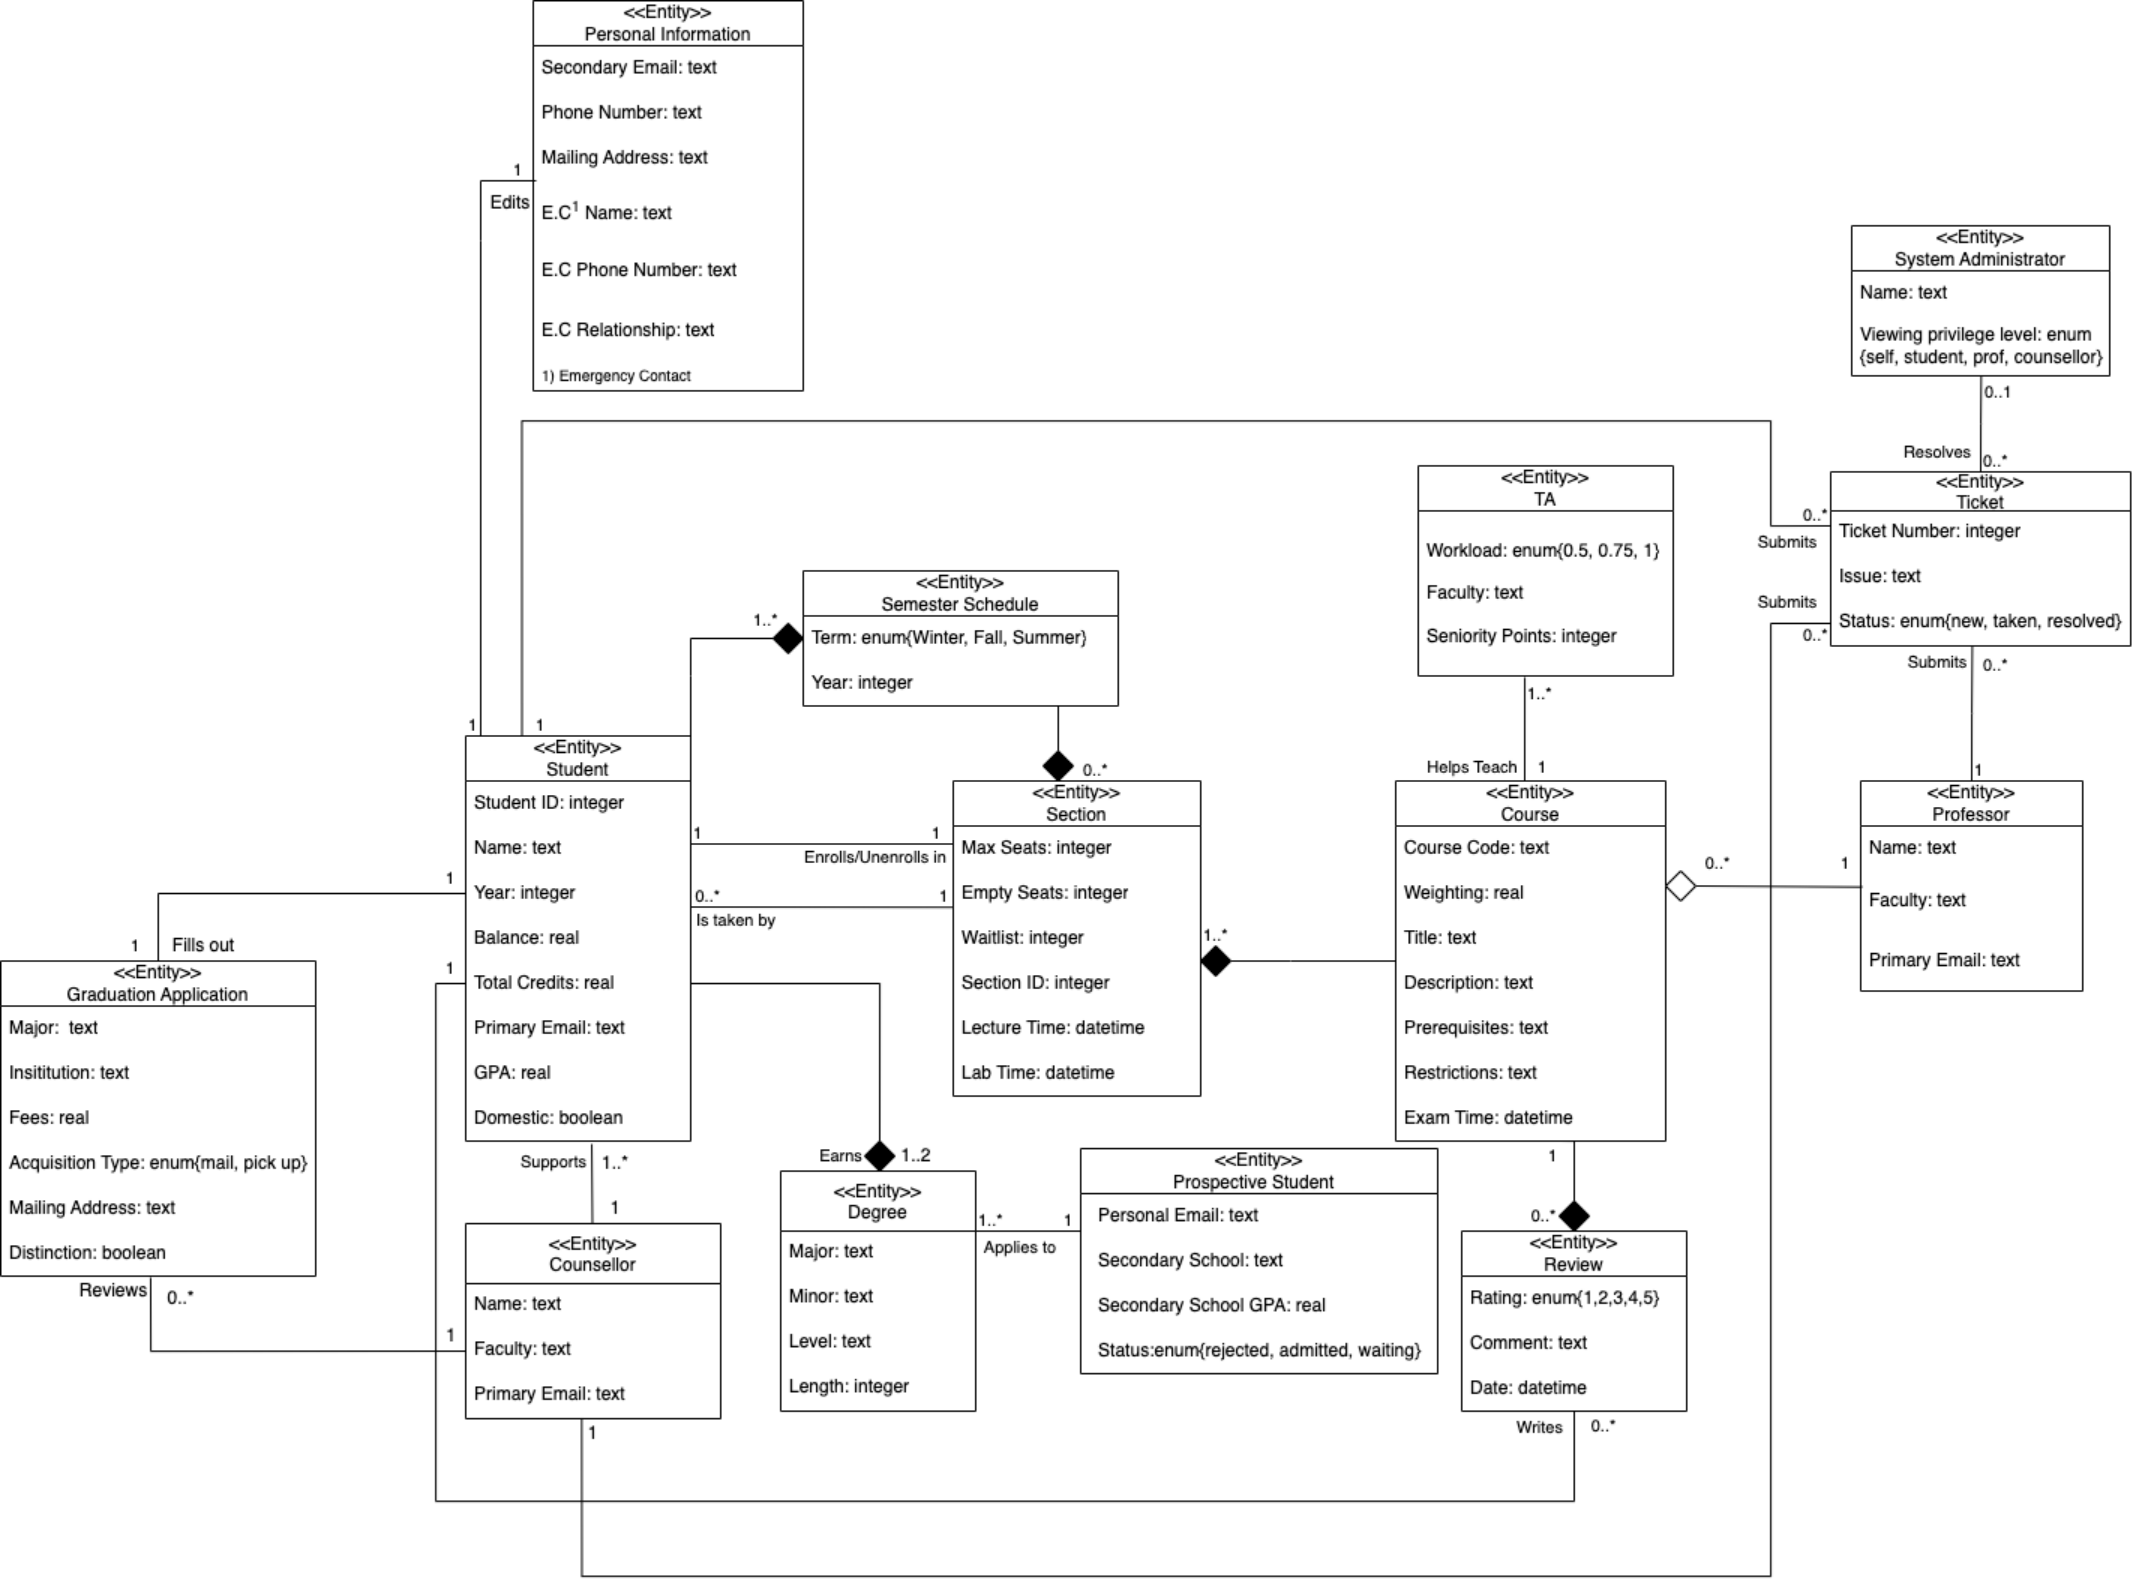 <<Entity>>
Personal Information
Secondary Email: text
Phone Number: text
Mailing Address: text
E.C1 Name: text
E.C Phone Number: text
E.C Relationship: text
1) Emergency Contact
1
Edits
<<Entity>>
System Administrator
Name: text
Viewing privilege level: enum
{self, student, prof, counsellor}
0..1
Resolves
0..*
<<Entity>>
Ticket
Ticket Number: integer
Issue: text
Status: enum{new, taken, resolved}
0..*
Submits
Submits
0..*
Submits
0..*
<<Entity>>
TA
Workload: enum{0.5, 0.75, 1}
Faculty: text
Seniority Points: integer
1..*
Helps Teach
1
<<Entity>>
Semester Schedule
Term: enum{Winter, Fall, Summer}
Year: integer
1..*
0..*
1
1
<<Entity>>
Student
Student ID: integer
Name: text
Year: integer
Balance: real
Total Credits: real
Primary Email: text
GPA: real
Domestic: boolean
1
1
Enrolls/Unenrolls in
0..*
1
Is taken by
<<Entity>>
Section
Max Seats: integer
Empty Seats: integer
Waitlist: integer
Section ID: integer
Lecture Time: datetime
Lab Time: datetime
1..*
<<Entity>>
Course
Course Code: text
Weighting: real
Title: text
Description: text
Prerequisites: text
Restrictions: text
Exam Time: datetime
0..*
1
1
<<Entity>>
Professor
Name: text
Faculty: text
Primary Email: text
1
1
Fills out
1
<<Entity>>
Graduation Application
Major: text
Insititution: text
Fees: real
Acquisition Type: enum{mail, pick up}
Mailing Address: text
Distinction: boolean
Reviews
0..*
1
Supports
1..*
1
<<Entity>>
Counsellor
Name: text
Faculty: text
Primary Email: text
1
Earns
1..2
<<Entity>>
Degree
Major: text
Minor: text
Level: text
Length: integer
1..*
1
Applies to
<<Entity>>
Prospective Student
Personal Email: text
Secondary School: text
Secondary School GPA: real
Status:enum{rejected, admitted, waiting}
1
0..*
<<Entity>>
Review
Rating: enum{1,2,3,4,5}
Comment: text
Date: datetime
Writes
0..*